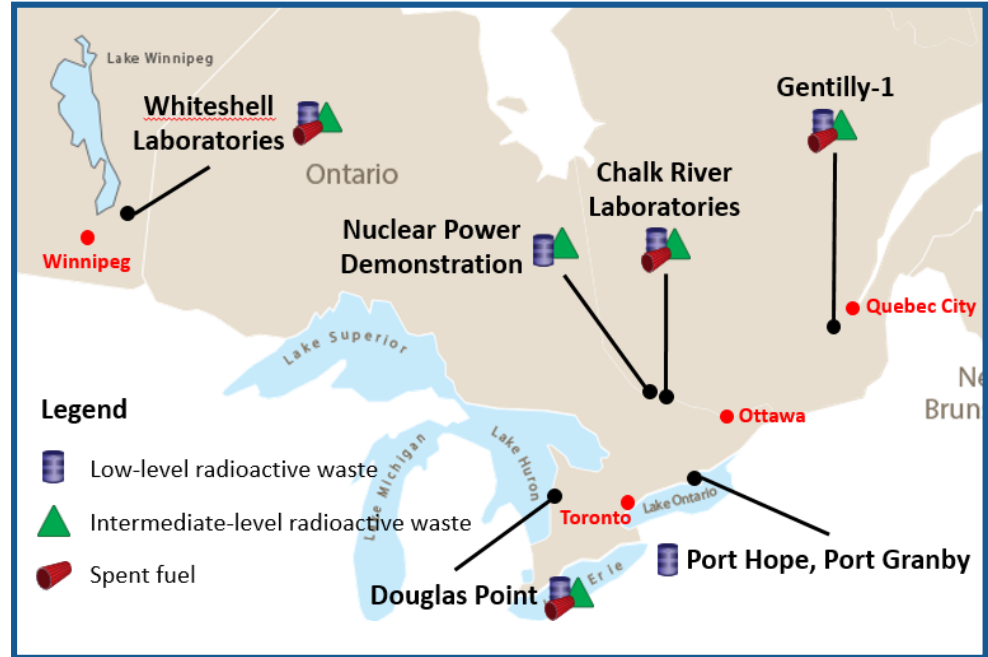 Lake Winnipeg
Whiteshell
Laboratories
Gentilly-1
Ontario
Chalk River
Laboratories
Nuclear Power
Demonstration
Winnipeg
Quebec City
Lake Superior
Ne
Brun
Legend
Ottawa
Lake Michigan
Lake Huron
Low-level radioactive waste
Intermediate-level radioactive waste
Toronto
Lake Ontario
Spent fuel
Port Hope, Port Granby
Douglas Point
Erie